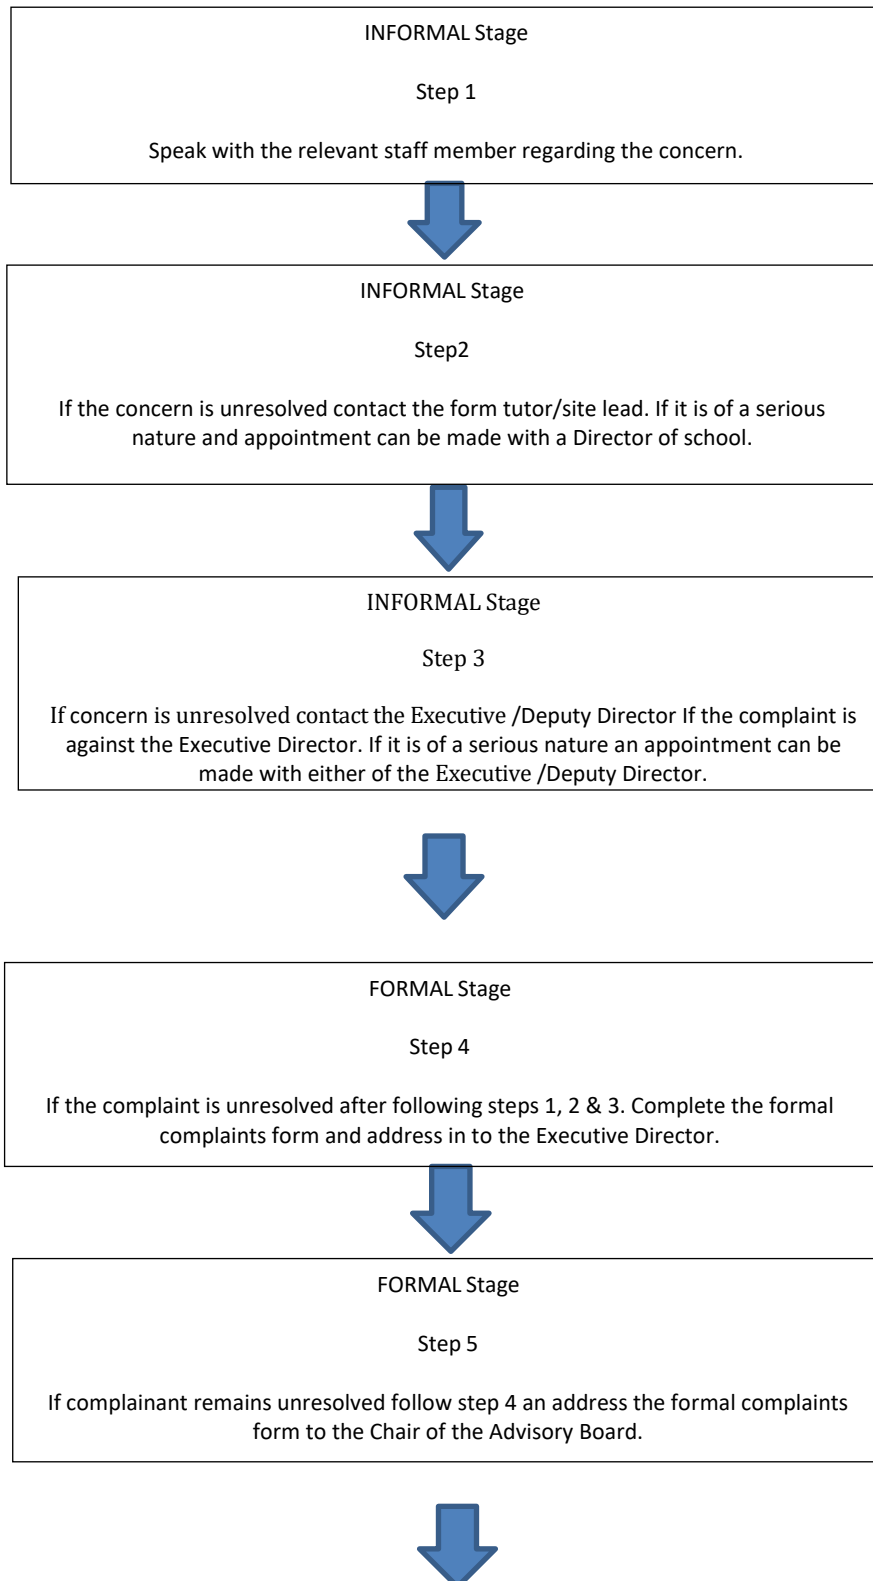 INFORMAL Stage
Step 1
Speak with the relevant staff member regarding the concern.
INFORMAL Stage
Step2
If the concern is unresolved contact the form tutor/site lead. If it is of a serious
nature and appointment can be made with a Director of school.
INFORMAL Stage
Step 3
If concern is unresolved contact the Executive /Deputy Director If the complaint is
against the Executive Director. If it is of a serious nature an appointment can be
made with either of the Executive /Deputy Director.
FORMAL Stage
Step 4
If the complaint is unresolved after following steps 1, 2 & 3. Complete the formal
complaints form and address in to the Executive Director.
FORMAL Stage
Step 5
If complainant remains unresolved follow step 4 an address the formal complaints
form to the Chair of the Advisory Board.